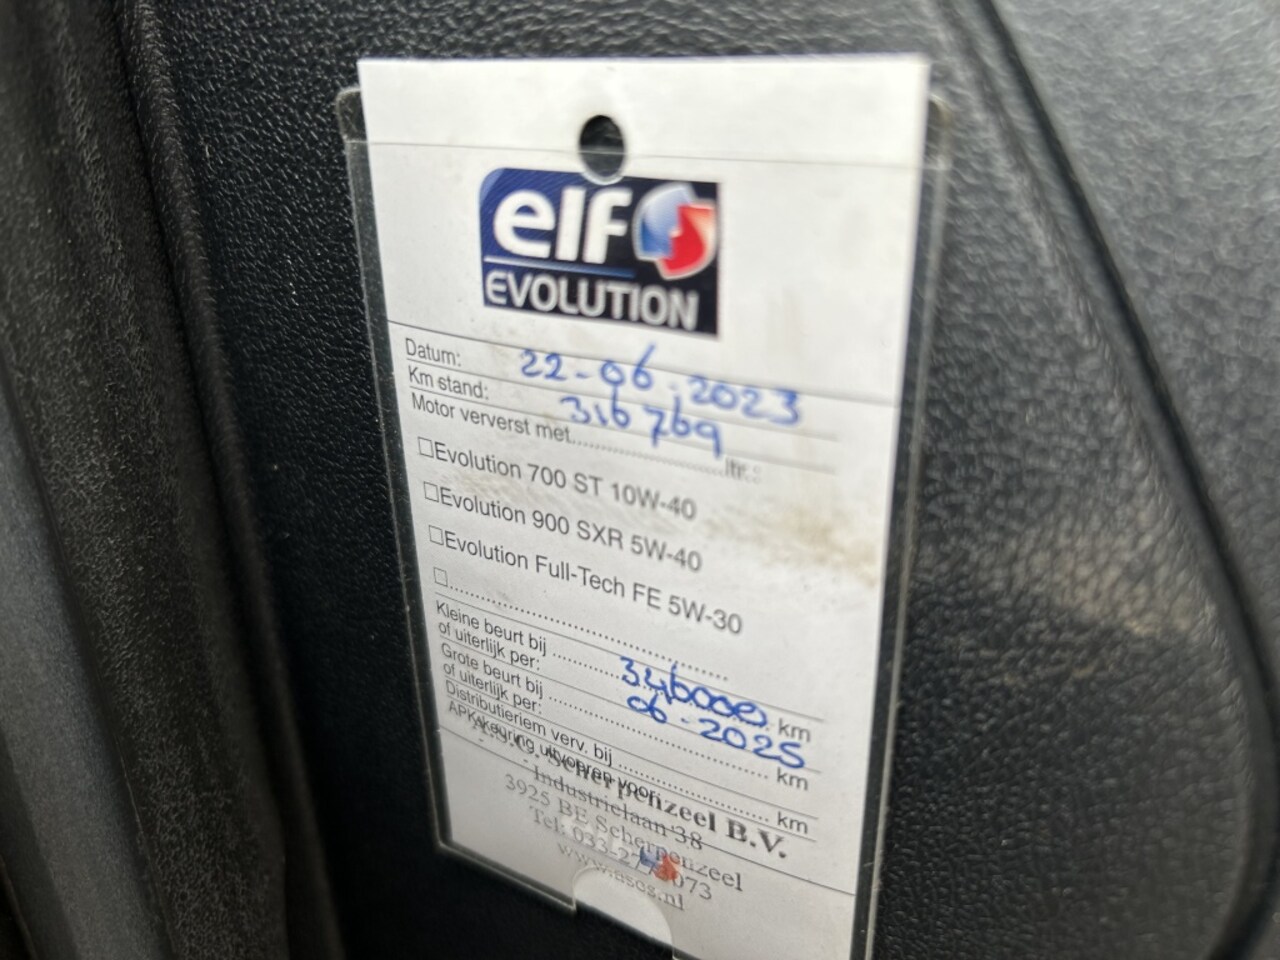 elf
EVOLUTION
Datum: 22-06-2023
Km stand: 316769
Motor ververst met..........ltr.
□Evolution 700 ST 10W-40
□Evolution 900 SXR 5W-40
□Evolution Full-Tech FE 5W-30
□..........
Kleine beurt bij .......... 346000 km
of uiterlijk per: 06-2025
Grote beurt bij .......... km
of uiterlijk per:
Distributieriem verv. bij .......... km
APK-keuring uitvoeren voor:
Scherpenzeel B.V.
Industrielaan 38
3925 BE Scherpenzeel